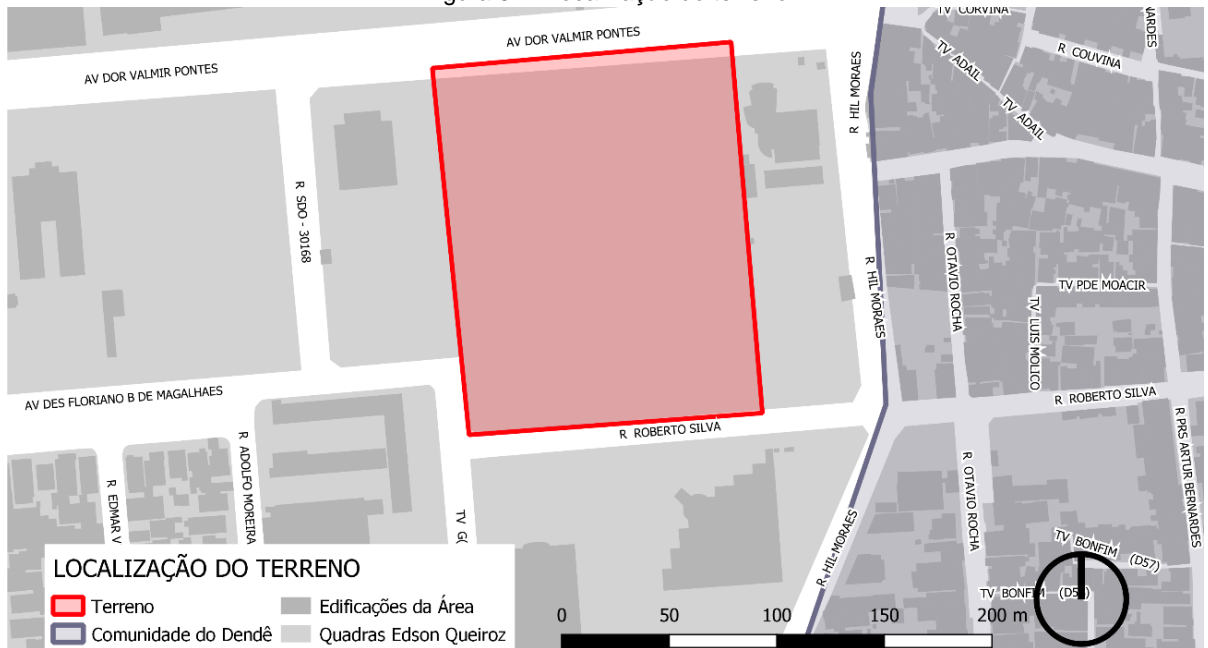 TV CORVINA
AV DOR VALMIR PONTES
AV DOR VALMIR PONTES
TV ADAIL
R COUVINA
TV ADAIL
R HIL MORAES
R SDO - 30168
R OTAVIO ROCHA
TV PDE MOACIR
R HIL MORAES
TV LUIS MOLICO
AV DES FLORIANO B DE MAGALHAES
R ROBERTO SILVA
R ROBERTO SILVA
R ADOLFO MOREIRA
R PRS ARTUR BERNARDES
R EDMAR V
TV GO
R OTAVIO ROCHA
R HIL MORAES
TV BONFIM (D57)
TV BONFIM
LOCALIZAÇÃO DO TERRENO
Terreno
Edificações da Área
Comunidade do Dendê
Quadras Edson Queiroz
0 50 100 150 200 m